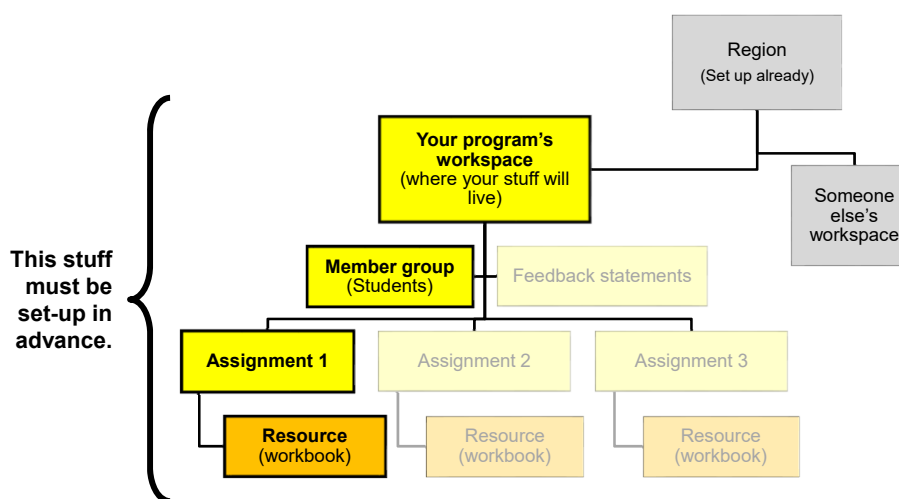 Region
(Set up already)
Your program's
workspace
(where your stuff will
live)
Someone
else's
workspace
This stuff
must be
set-up in
advance.
Member group
(Students)
Feedback statements
Assignment 1
Assignment 2
Assignment 3
Resource
(workbook)
Resource
(workbook)
Resource
(workbook)